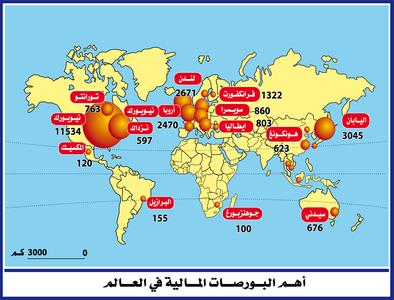 لندن
2671
فرانكفورت
1322
تورانتو
763
نيويورك
نيويورك
11534
نزداك
597
أروبا
2470
سويسرا
860
إيطاليا
803
هونكونغ
623
اليابان
3045
المكسيك
120
البرازيل
155
جوهنزبورغ
100
سيدني
676
3000 كم
0
أهم البورصات المالية في العالم